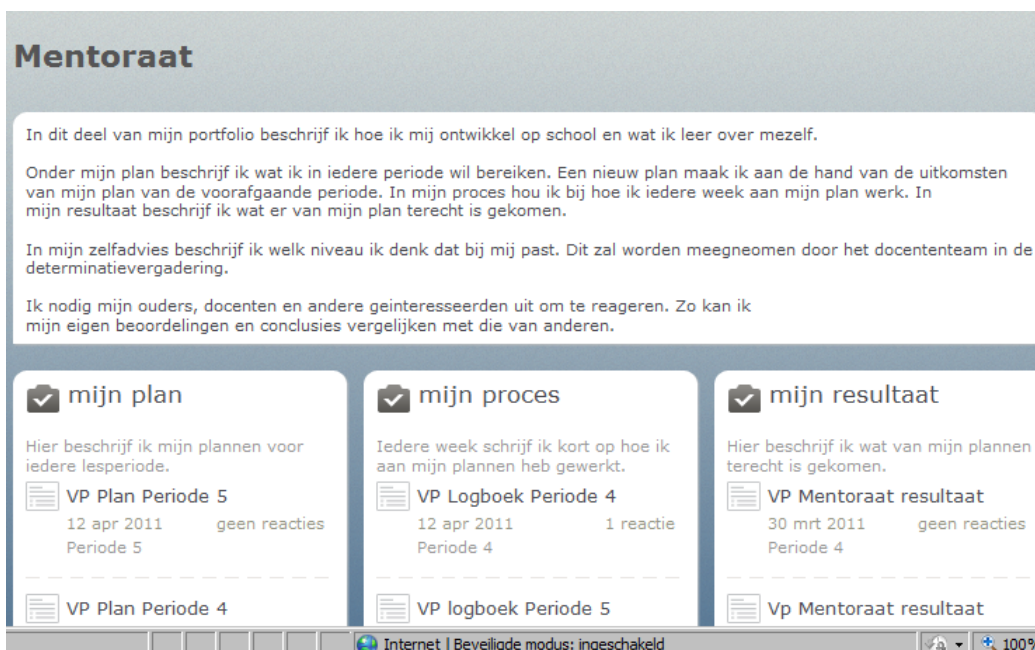 Mentoraat
In dit deel van mijn portfolio beschrijf ik hoe ik mij ontwikkel op school en wat ik leer over mezelf.
Onder mijn plan beschrijf ik wat ik in iedere periode wil bereiken. Een nieuw plan maak ik aan de hand van de uitkomsten
van mijn plan van de voorafgaande periode. In mijn proces hou ik bij hoe ik iedere week aan mijn plan werk. In
mijn resultaat beschrijf ik wat er van mijn plan terecht is gekomen.
In mijn zelfadvies beschrijf ik welk niveau ik denk dat bij mij past. Dit zal worden meegneomen door het docententeam in de
determinatievergadering.
Ik nodig mijn ouders, docenten en andere geinteresseerden uit om te reageren. Zo kan ik
mijn eigen beoordelingen en conclusies vergelijken met die van anderen.
mijn plan
Hier beschrijf ik mijn plannen voor
iedere lesperiode.
VP Plan Periode 5
12 apr 2011 geen reacties
Periode 5
VP Plan Periode 4
mijn proces
Iedere week schrijf ik kort op hoe ik
aan mijn plannen heb gewerkt.
VP Logboek Periode 4
12 apr 2011 1 reactie
Periode 4
VP logboek Periode 5
mijn resultaat
Hier beschrijf ik wat van mijn plannen
terecht is gekomen.
VP Mentoraat resultaat
30 mrt 2011 geen reacties
Periode 4
Vp Mentoraat resultaat
Internet | Beveiligde modus: ingeschakeld
100%